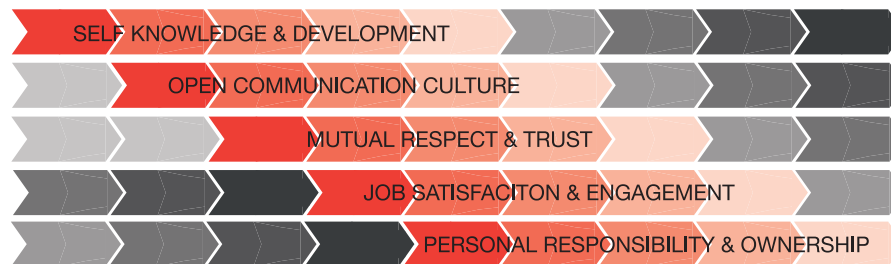 SELF KNOWLEDGE & DEVELOPMENT
OPEN COMMUNICATION CULTURE
MUTUAL RESPECT & TRUST
JOB SATISFACITON & ENGAGEMENT
PERSONAL RESPONSIBILITY & OWNERSHIP